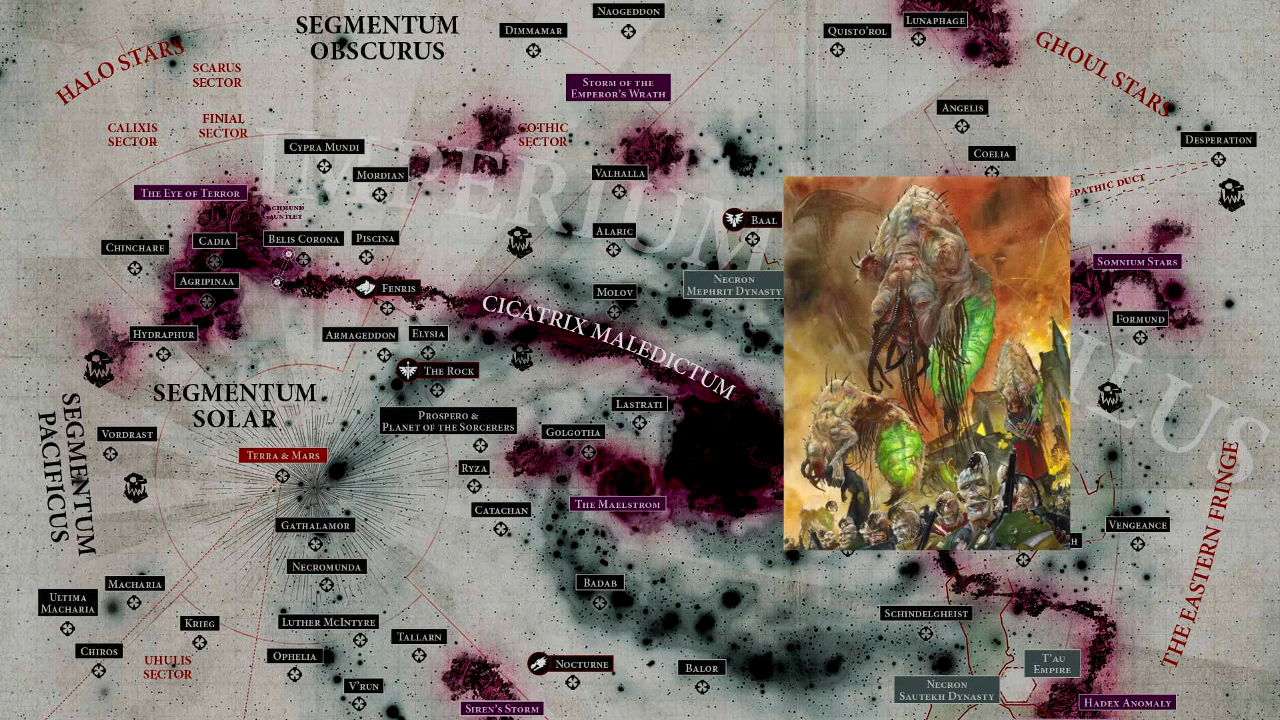 SEGMENTUM
OBSCURUS
NAOGEDDON
DIMMAMAR
QUISTO'ROL
LUNAPHAGE
HALO STARS
SCARUS
SECTOR
GHOUL STARS
STORM OF THE
EMPEROR'S WRATH
ANGELIS
CALIXIS
SECTOR
FINIAL
SECTOR
GOTHIC
SECTOR
DESPERATION
CYPRA MUNDI
COELIA
MORDIAN
VALHALLA
IMPERIUM
THE EYE OF TERROR
GAUNTLET
BAAL
CADIA
BELIS CORONA
PISCINA
ALARIC
CHINCHARE
SOMNIUM STARS
AGRIPINAA
FENRIS
MOLOV
NECRON
MEPHRIT DYNASTY
CICATRIX MALEDICTUM
FORMUND
HYDRAPHUR
ARMAGEDDON
ELYSIA
THE ROCK
SEGMENTUM
SOLAR
SEGMENTUM
PACIFICUS
LASTRATI
PROSPERO &
PLANET OF THE SORCERERS
VORDRAST
GOLGOTHA
TERRA & MARS
RYZA
THE MAELSTROM
CATACHAN
GATHALAMOR
VENGEANCE
THE EASTERN FRINGE
NECROMUNDA
MACHARIA
BADAB
ULTIMA
MACHARIA
KRIEG
LUTHER MCINTYRE
SCHINDELGHEIST
TALLARN
CHIROS
UHULIS
SECTOR
OPHELIA
NOCTURNE
BALOR
T'AU
EMPIRE
V'RUN
NECRON
SAUTEKH DYNASTY
SIREN'S STORM
HADEX ANOMALY